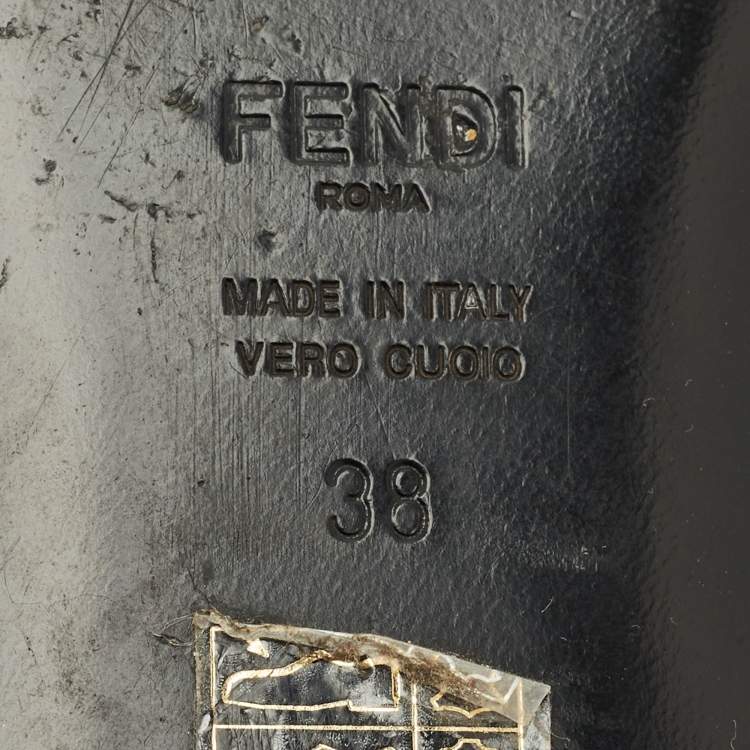 FENDI
ROMA
MADE IN ITALY
VERO CUOIO
38